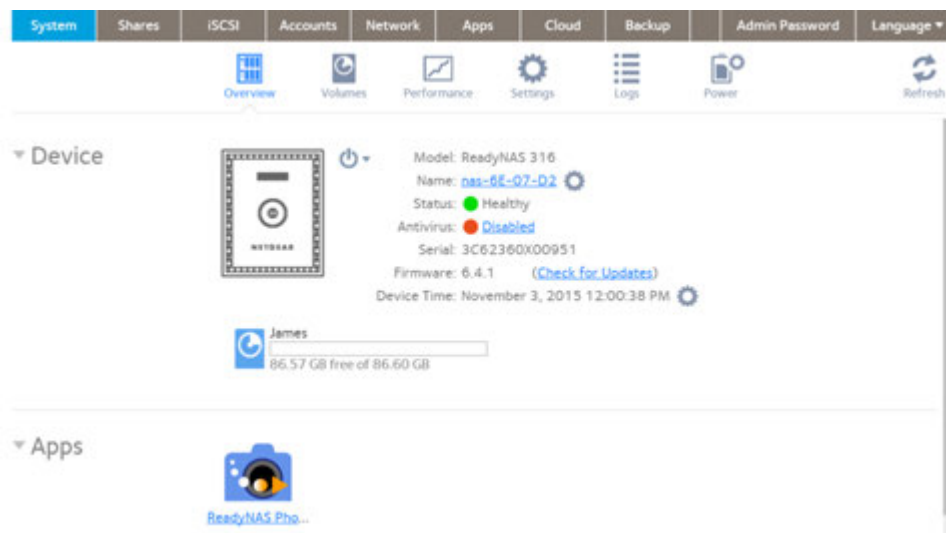 System Shares iSCSI Accounts Network Apps Cloud Backup Admin Password Language
Overview Volumes Performance Settings Logs Power Refresh
Device
NETGEAR
Model: ReadyNAS 316
Name: nas-6E-07-D2
Status: Healthy
Antivirus: Disabled
Serial: 3C62360X00951
Firmware: 6.4.1 (Check for Updates)
Device Time: November 3, 2015 12:00:38 PM
James
86.57 GB free of 86.60 GB
Apps
ReadyNAS Pho...